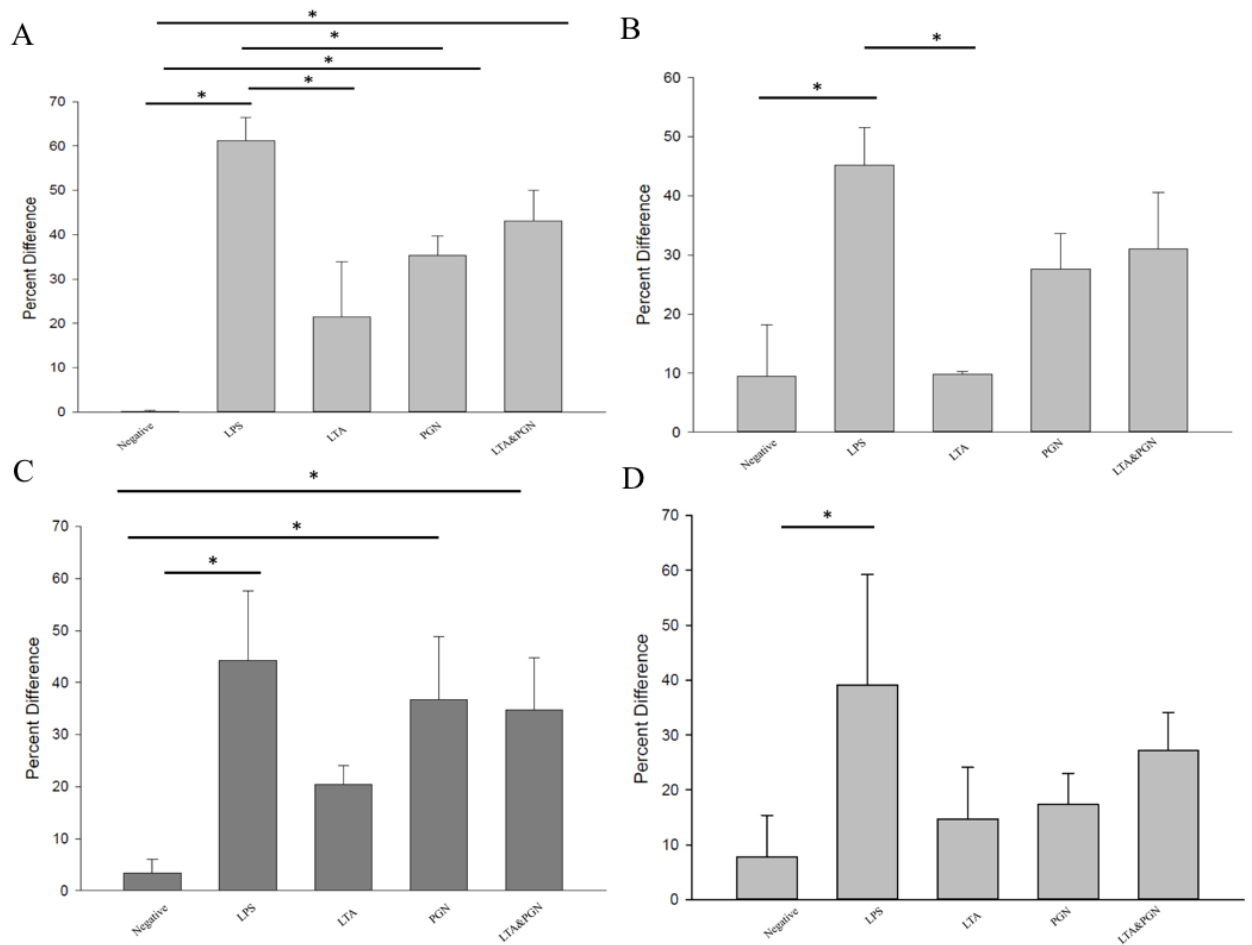 A
*
*
*
*
*
Percent Difference
70
60
50
40
30
20
10
0
Negative
LPS
LTA
PGN
LTA&PGN
B
*
*
Percent Difference
60
50
40
30
20
10
0
Negative
LPS
LTA
PGN
LTA&PGN
C
*
*
*
Percent Difference
70
60
50
40
30
20
10
0
Negative
LPS
LTA
PGN
LTA&PGN
D
*
Percent Difference
70
60
50
40
30
20
10
0
Negative
LPS
LTA
PGN
LTA&PGN